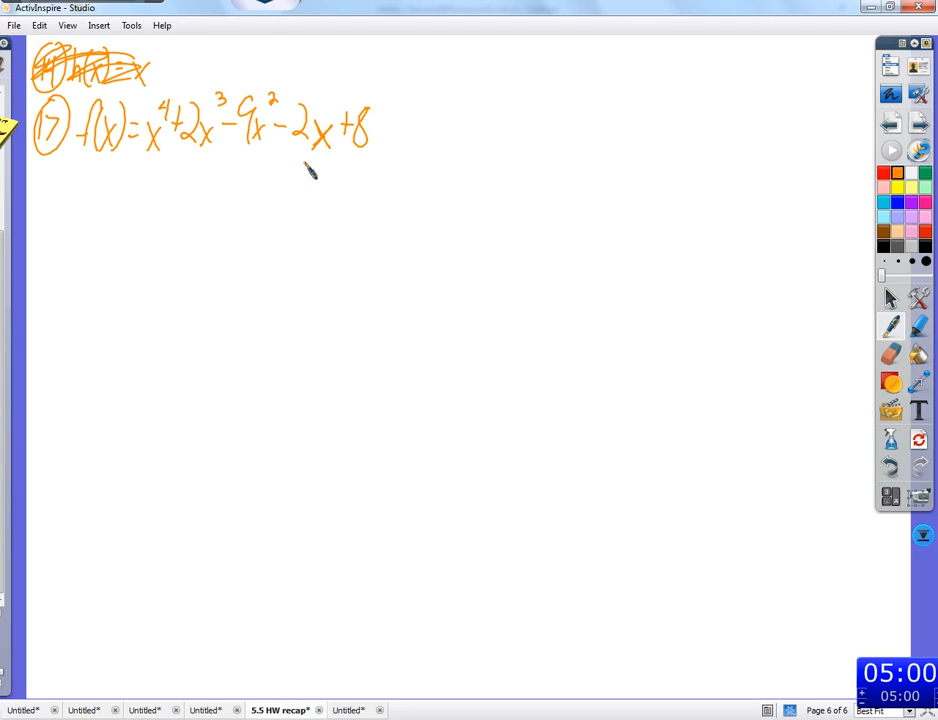 ActivInspire - Studio
File Edit View Insert Tools Help
17 f(x)=x⁴+2x³-9x²-2x+8
05:00
05:00
Untitled* Untitled* Untitled* Untitled* 5.5 HW recap* Untitled* Page 6 of 6 Best Fit